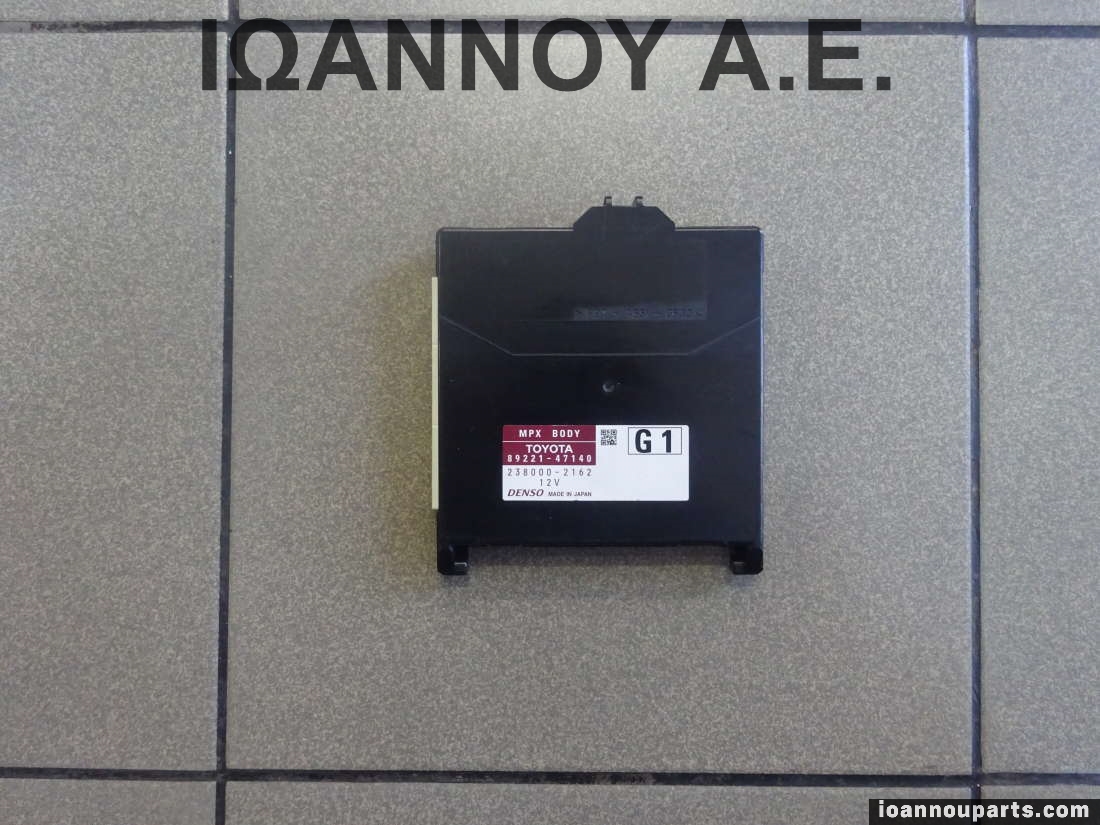 ΙΩΑΝΝΟΥ Α.Ε.
MPX BODY
TOYOTA
89221-47140
G1
238000-2162
12V
DENSO MADE IN JAPAN
ioannouparts.com